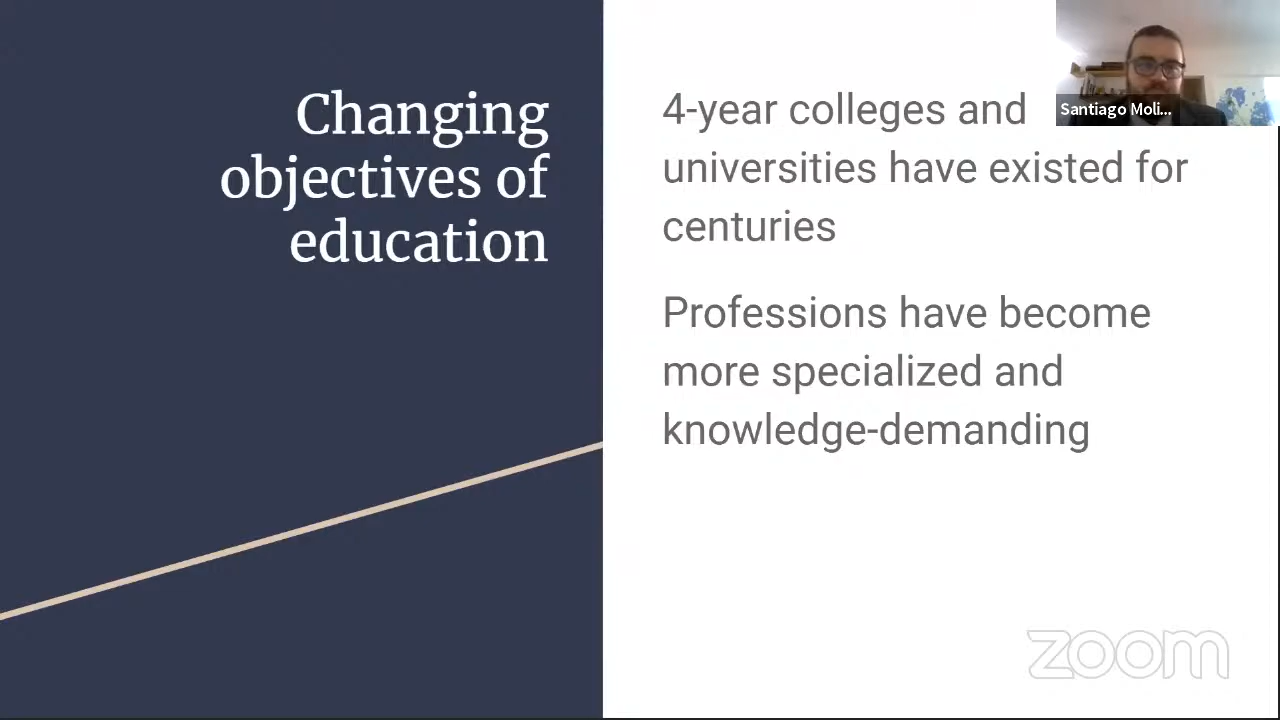 Changing
objectives of
education
4-year colleges and
universities have existed for
centuries
Professions have become
more specialized and
knowledge-demanding
Santiago Moli...
zoom